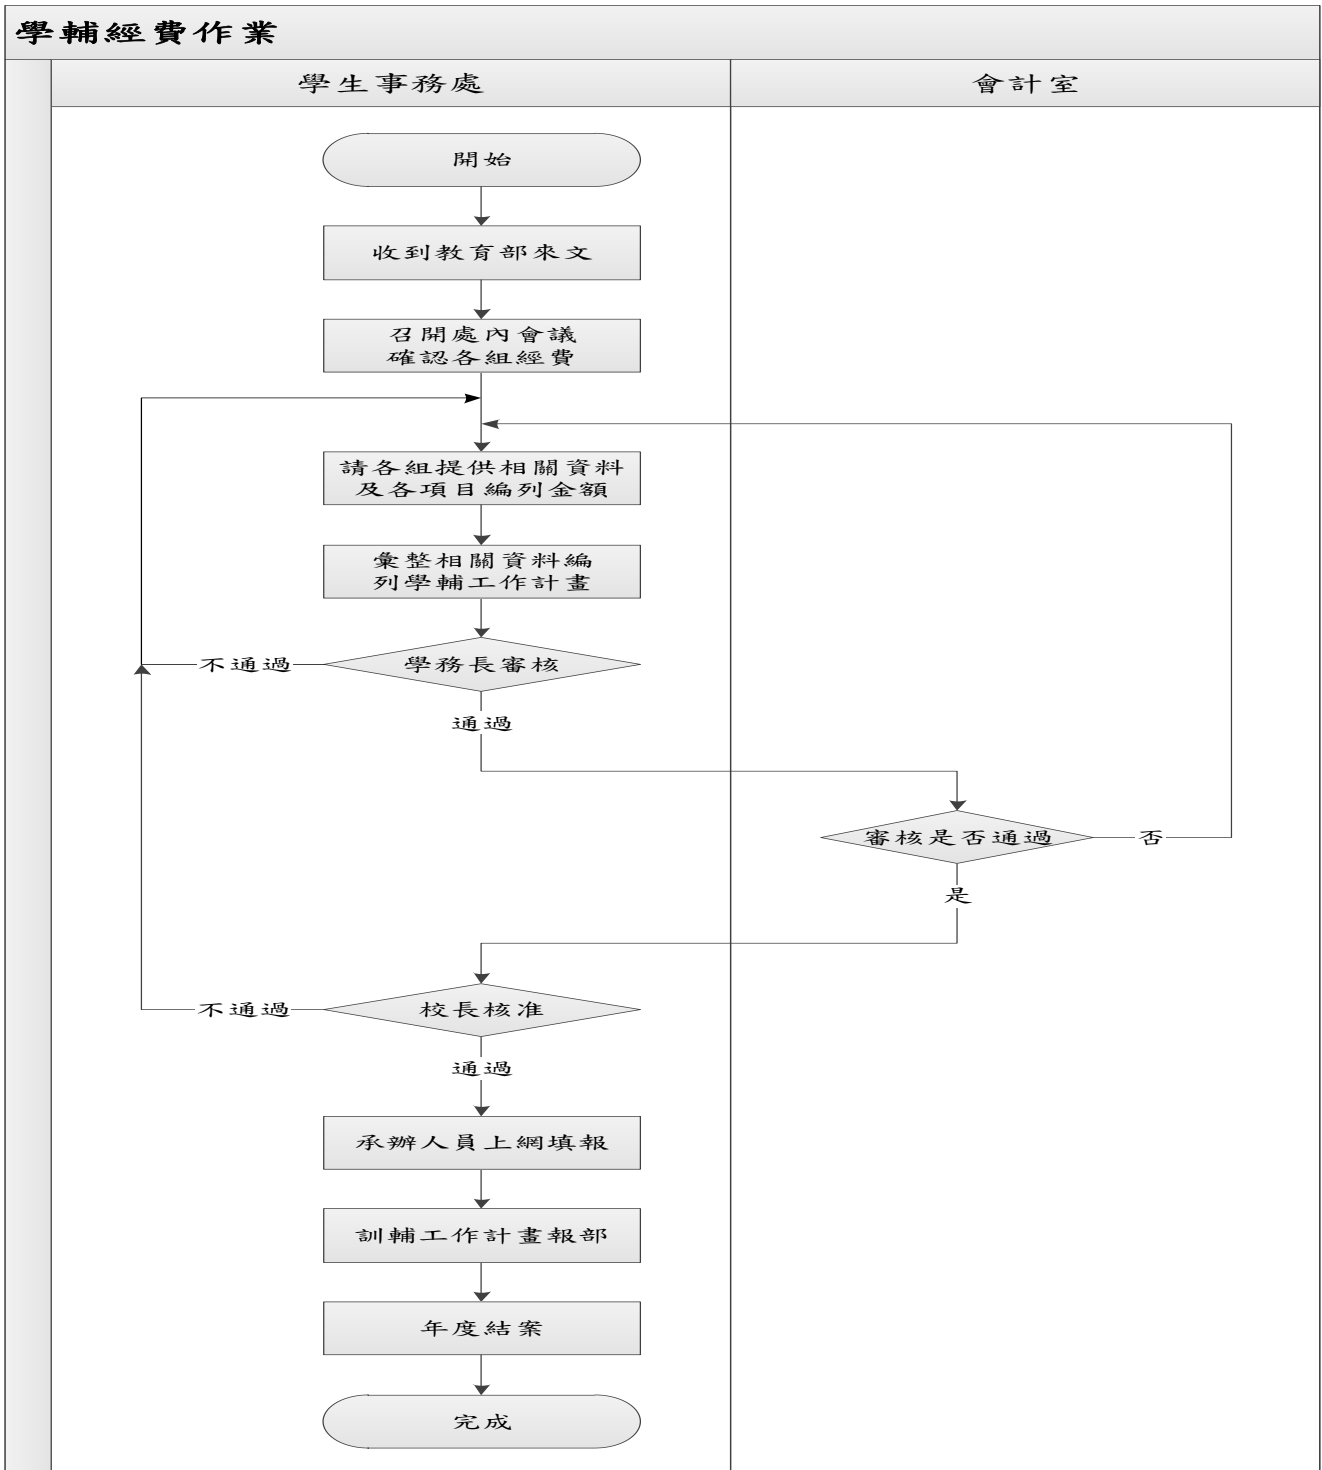 學輔經費作業
學生事務處
會計室
開始
收到教育部來文
召開處內會議
確認各組經費
請各組提供相關資料
及各項目編列金額
彙整相關資料編
列學輔工作計畫
不通過
學務長審核
通過
審核是否通過
否
是
不通過
校長核准
通過
承辦人員上網填報
訓輔工作計畫報部
年度結案
完成